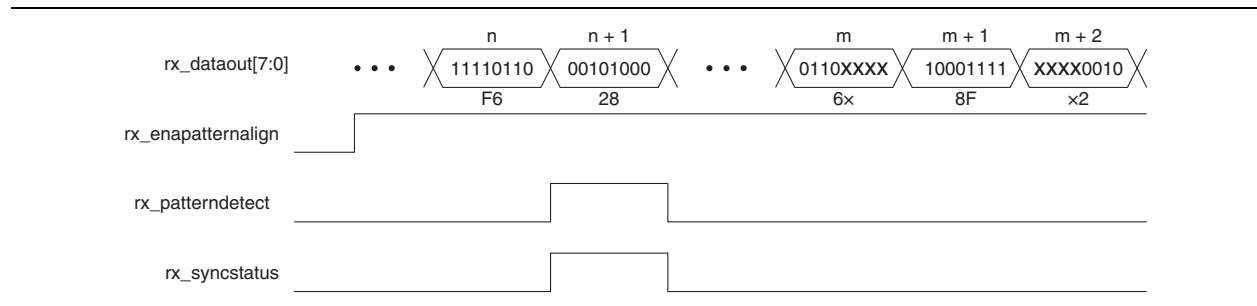 n n + 1 m m + 1 m + 2
rx_dataout[7:0] • • • 11110110 00101000 • • • 0110XXXX 10001111 XXXX0010
F6 28 6× 8F ×2
rx_enapatternalign
rx_patterndetect
rx_syncstatus